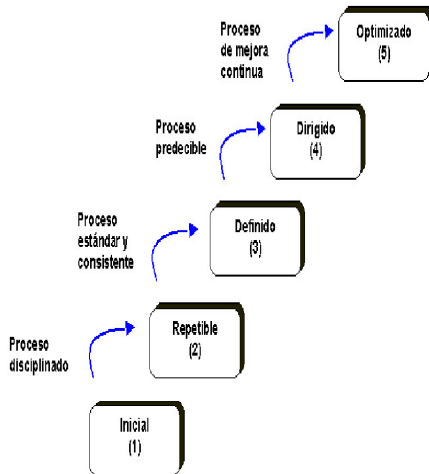 Proceso
de mejora
continua
Optimizado
(5)
Proceso
predecible
Dirigido
(4)
Proceso
estándar y
consistente
Definido
(3)
Proceso
disciplinado
Repetible
(2)
Inicial
(1)